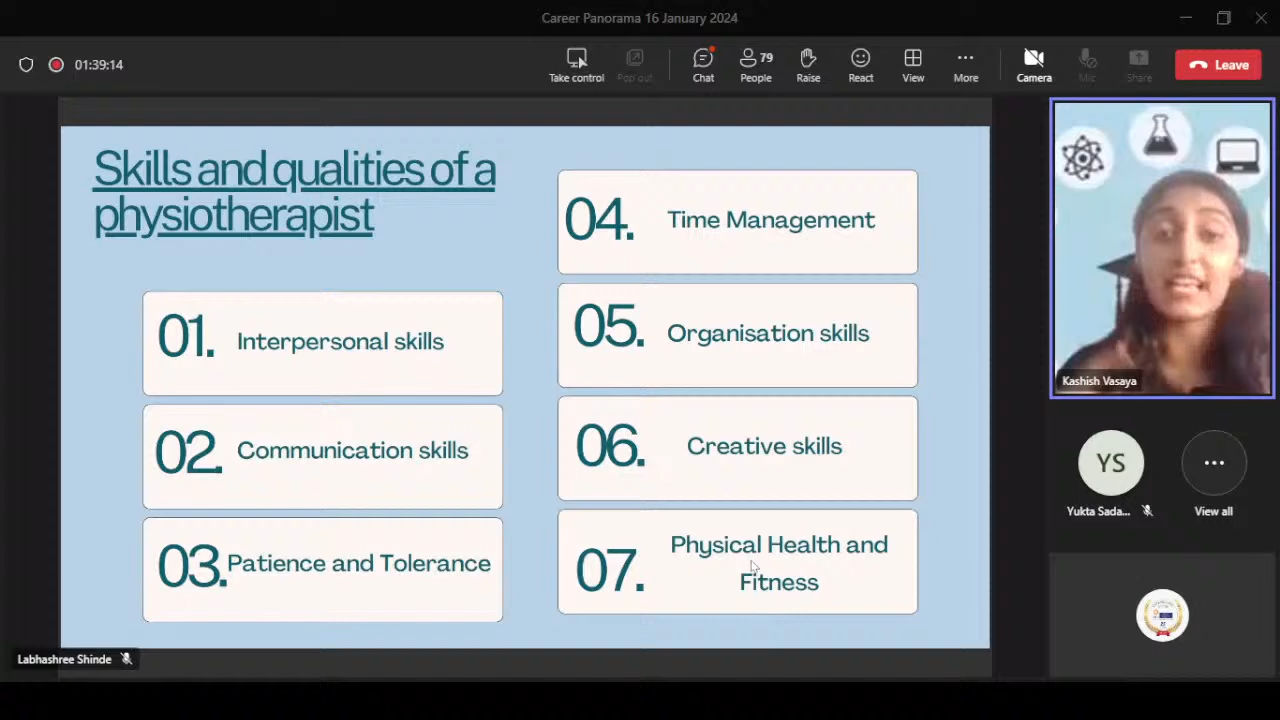 Career Panorama 16 January 2024
01:39:14
Take control
Pop out
Chat
People
79
Raise
React
View
More
Camera
Mic
Share
Leave
Skills and qualities of a
physiotherapist
01. Interpersonal skills
02. Communication skills
03. Patience and Tolerance
04. Time Management
05. Organisation skills
06. Creative skills
07. Physical Health and
Fitness
Kashish Vasaya
YS
Yukta Sada...
View all
Labhashree Shinde